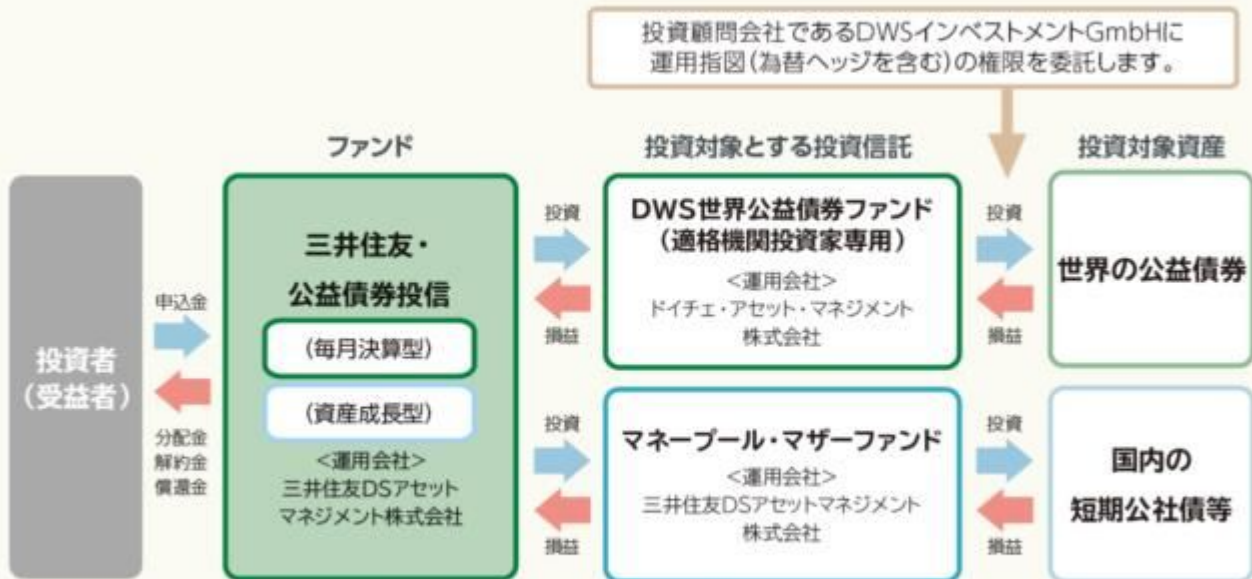 投資顧問会社であるDWSインベストメントGmbHに
運用指図(為替ヘッジを含む)の権限を委託します。
ファンド
投資対象とする投資信託
投資対象資産
投資者
(受益者)
申込金
分配金
解約金
償還金
三井住友・
公益債券投信
(毎月決算型)
(資産成長型)
<運用会社>
三井住友DSアセット
マネジメント株式会社
投資
損益
DWS世界公益債券ファンド
(適格機関投資家専用)
<運用会社>
ドイチェ・アセット・マネジメント
株式会社
投資
損益
世界の公益債券
投資
損益
マネープール・マザーファンド
<運用会社>
三井住友DSアセットマネジメント
株式会社
投資
損益
国内の
短期公社債等